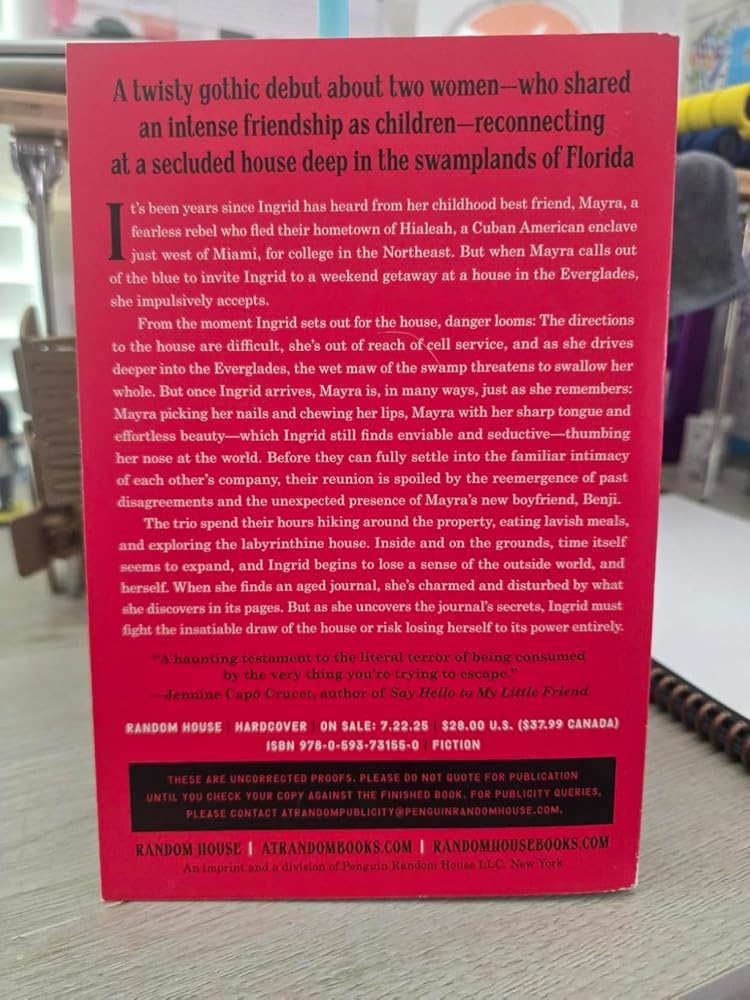 A twisty gothic debut about two women—who shared
an intense friendship as children—reconnecting
at a secluded house deep in the swamplands of Florida
It's been years since Ingrid has heard from her childhood best friend, Mayra, a
fearless rebel who fled their hometown of Hialeah, a Cuban American enclave
just west of Miami, for college in the Northeast. But when Mayra calls out
of the blue to invite Ingrid to a weekend getaway at a house in the Everglades,
she impulsively accepts.
From the moment Ingrid sets out for the house, danger looms: The directions
to the house are difficult, she's out of reach of cell service, and as she drives
deeper into the Everglades, the wet maw of the swamp threatens to swallow her
whole. But once Ingrid arrives, Mayra is, in many ways, just as she remembers:
Mayra picking her nails and chewing her lips, Mayra with her sharp tongue and
effortless beauty—which Ingrid still finds enviable and seductive—thumbing
her nose at the world. Before they can fully settle into the familiar intimacy
of each other's company, their reunion is spoiled by the reemergence of past
disagreements and the unexpected presence of Mayra's new boyfriend, Benji.
The trio spend their hours hiking around the property, eating lavish meals,
and exploring the labyrinthine house. Inside and on the grounds, time itself
seems to expand, and Ingrid begins to lose a sense of the outside world, and
herself. When she finds an aged journal, she's charmed and disturbed by what
she discovers in its pages. But as she uncovers the journal's secrets, Ingrid must
fight the insatiable draw of the house or risk losing herself to its power entirely.
"A haunting testament to the literal terror of being consumed
by the very thing you're trying to escape."
—Jennine Capó Crucet, author of Say Hello to My Little Friend
RANDOM HOUSE | HARDCOVER | ON SALE: 7.22.25 | $28.00 U.S. ($37.99 CANADA)
ISBN 978-0-593-73155-0 | FICTION
THESE ARE UNCORRECTED PROOFS. PLEASE DO NOT QUOTE FOR PUBLICATION
UNTIL YOU CHECK YOUR COPY AGAINST THE FINISHED BOOK. FOR PUBLICITY QUERIES,
PLEASE CONTACT ATRANDOMPUBLICITY@PENGUINRANDOMHOUSE.COM.
RANDOM HOUSE | ATRANDOMBOOKS.COM | RANDOMHOUSEBOOKS.COM
An imprint and a division of Penguin Random House LLC, New York